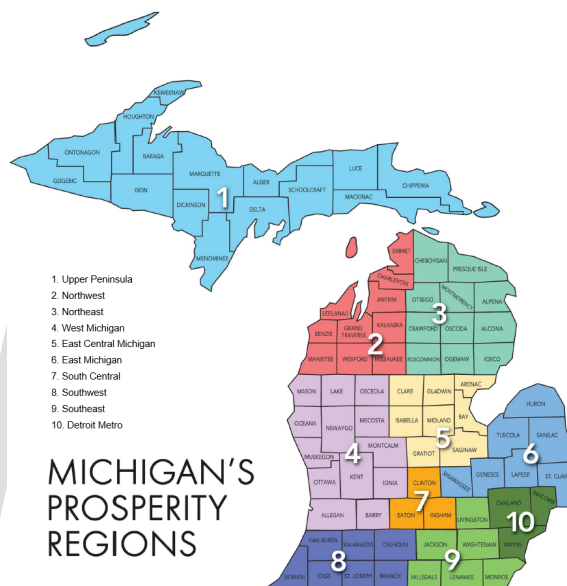 KEWEENAW
HOUGHTON
ONTONAGON
BARAGA
GOGEBIC
IRON
MARQUETTE
ALGER
LUCE
CHIPPEWA
SCHOOLCRAFT
MACKINAC
DICKINSON
DELTA
1
MENOMINEE
EMMET
CHEBOYGAN
PRESQUE ISLE
CHARLEVOIX
ANTRIM
OTSEGO
MONTMORENCY
ALPENA
3
LEELANAU
BENZIE
GRAND
TRAVERSE
KALKASKA
CRAWFORD
OSCODA
ALCONA
2
MANISTEE
WEXFORD
MISSAUKEE
ROSCOMMON
OGEMAW
IOSCO
1. Upper Peninsula
2. Northwest
3. Northeast
4. West Michigan
5. East Central Michigan
6. East Michigan
7. South Central
8. Southwest
9. Southeast
10. Detroit Metro
MASON
LAKE
OSCEOLA
CLARE
GLADWIN
ARENAC
HURON
OCEANA
NEWAYGO
MECOSTA
ISABELLA
MIDLAND
BAY
TUSCOLA
SANILAC
5
MUSKEGON
MONTCALM
GRATIOT
SAGINAW
4
6
OTTAWA
KENT
IONIA
CLINTON
SHIAWASSEE
GENESEE
LAPEER
ST. CLAIR
7
ALLEGAN
BARRY
EATON
INGHAM
LIVINGSTON
OAKLAND
MACOMB
10
VAN BUREN
KALAMAZOO
CALHOUN
JACKSON
WASHTENAW
WAYNE
8
9
BERRIEN
CASS
ST. JOSEPH
BRANCH
HILLSDALE
LENAWEE
MONROE
MICHIGAN'S
PROSPERITY
REGIONS